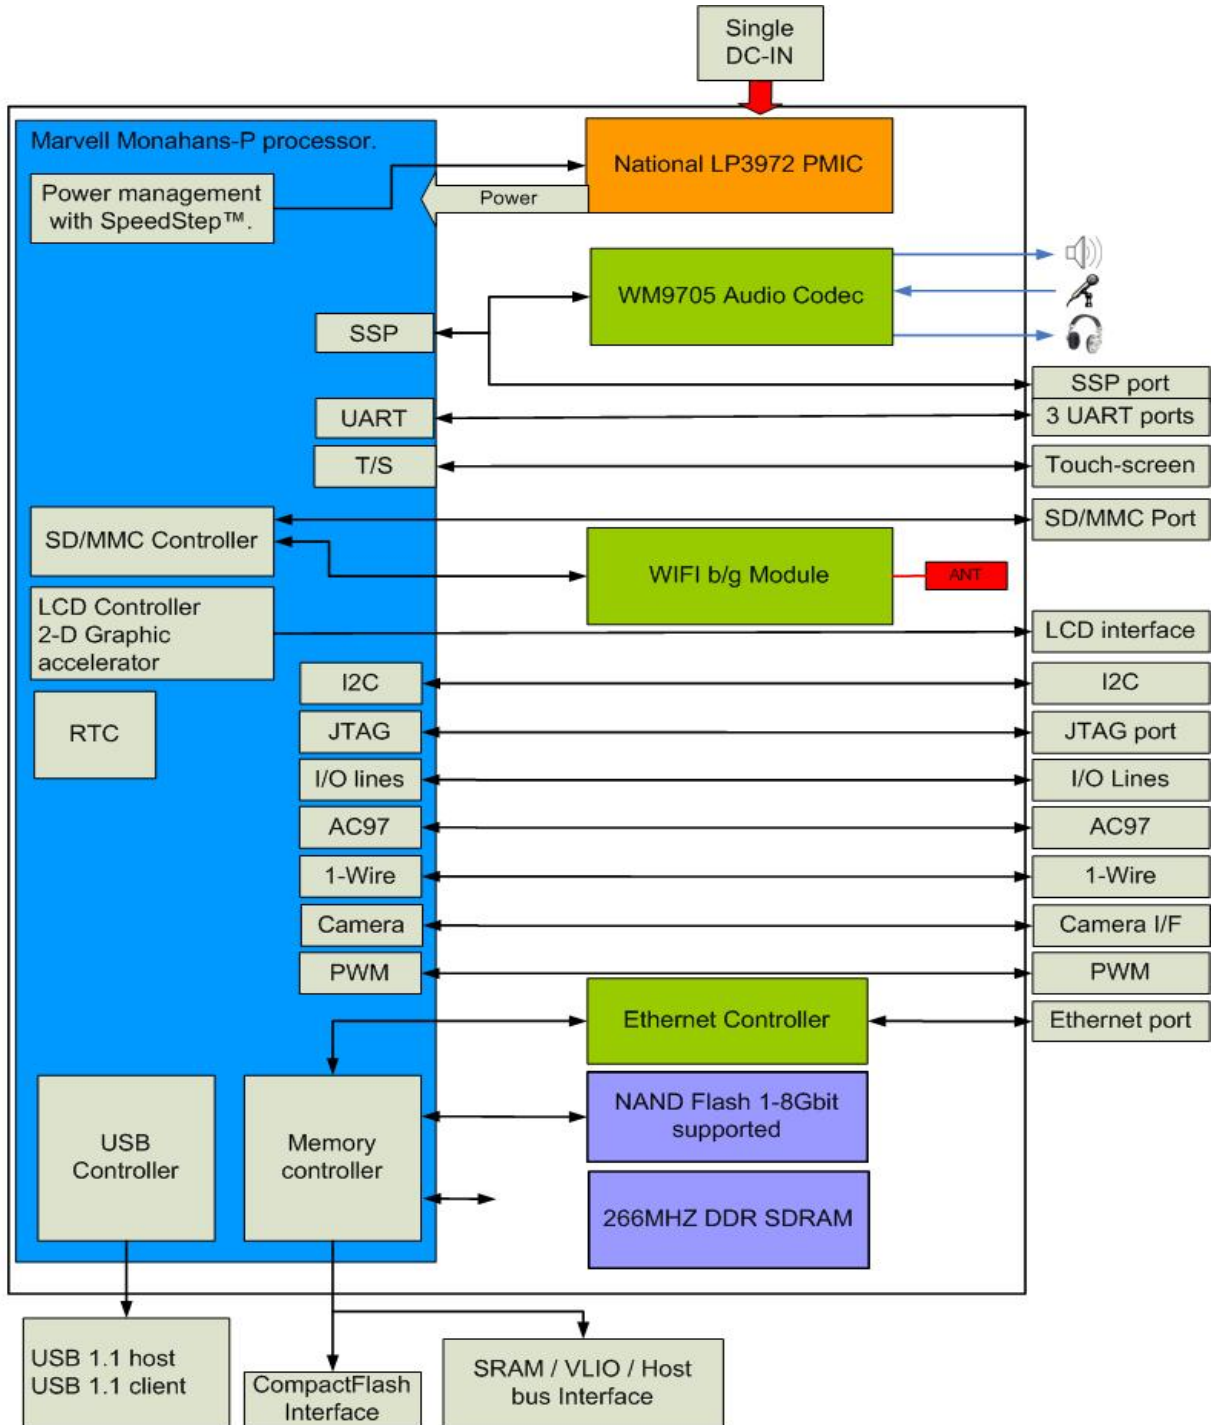 Single
DC-IN
Marvell Monahans-P processor.
National LP3972 PMIC
Power management
with SpeedStep™.
Power
WM9705 Audio Codec
SSP
SSP port
UART
3 UART ports
T/S
Touch-screen
SD/MMC Controller
SD/MMC Port
WIFI b/g Module
ANT
LCD Controller
2-D Graphic
accelerator
LCD interface
I2C
I2C
RTC
JTAG
JTAG port
I/O lines
I/O Lines
AC97
AC97
1-Wire
1-Wire
Camera
Camera I/F
PWM
PWM
Ethernet Controller
Ethernet port
USB
Controller
Memory
controller
NAND Flash 1-8Gbit
supported
266MHZ DDR SDRAM
USB 1.1 host
USB 1.1 client
CompactFlash
Interface
SRAM / VLIO / Host
bus Interface